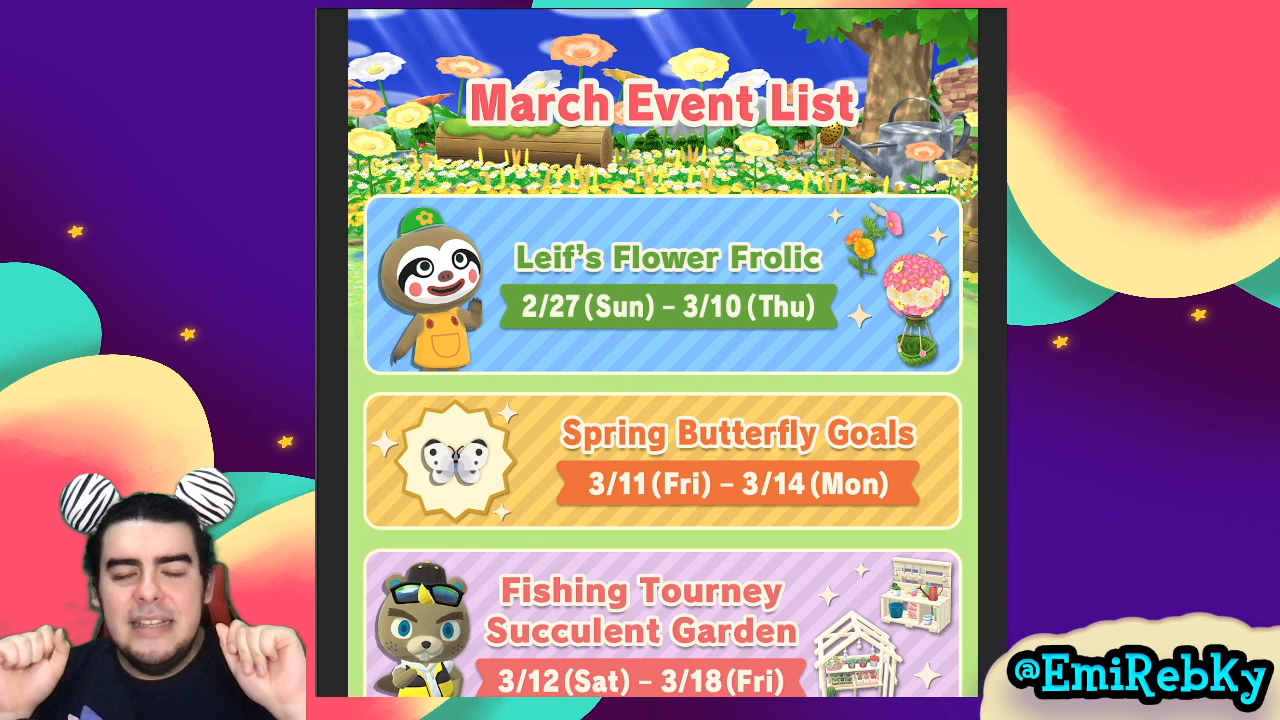 March Event List
Leif's Flower Frolic
2/27 (Sun) – 3/10 (Thu)
Spring Butterfly Goals
3/11 (Fri) – 3/14 (Mon)
Fishing Tourney
Succulent Garden
3/12 (Sat) – 3/18 (Fri)
@EmiRebKy